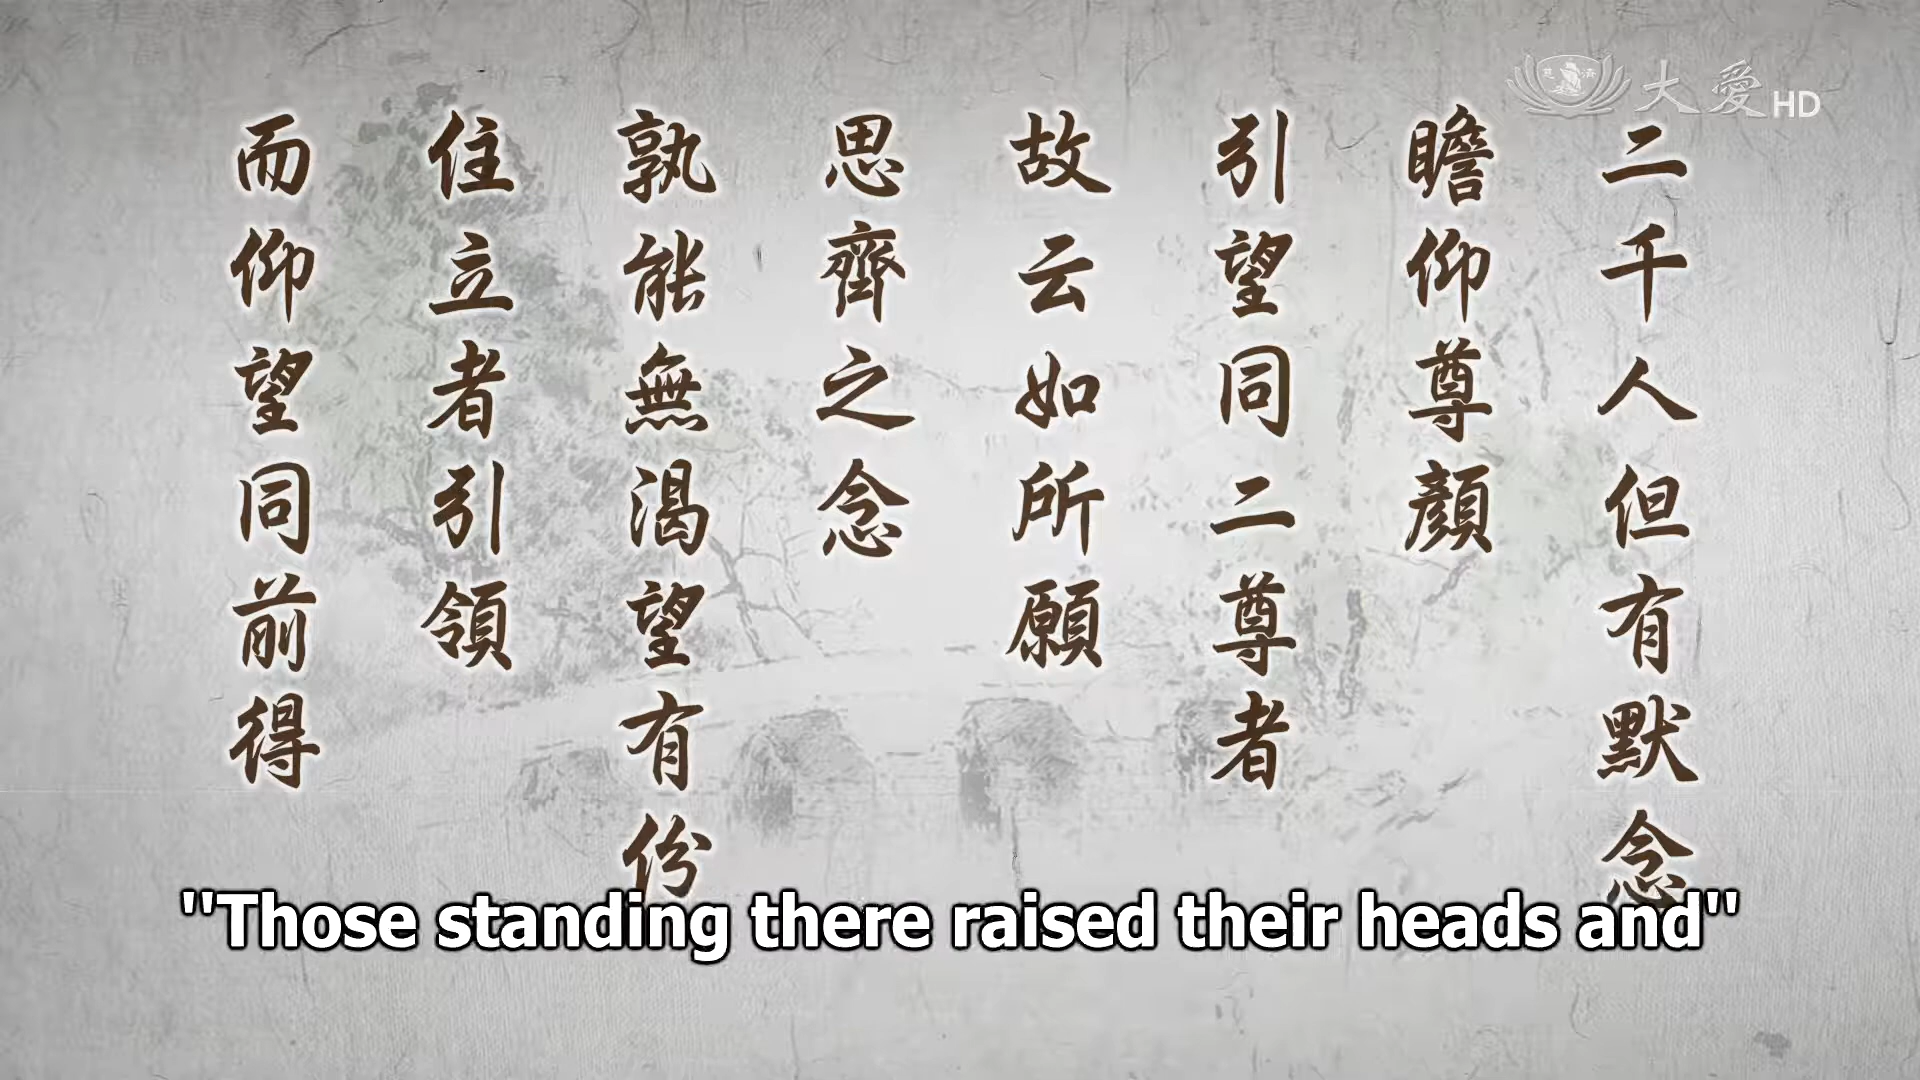 大愛HD
二千人但有默念
瞻仰尊顏
引望同二尊者
故云如所願
思齊之念
孰能無渴望有份
住立者引領
而仰望同前得
"Those standing there raised their heads and"